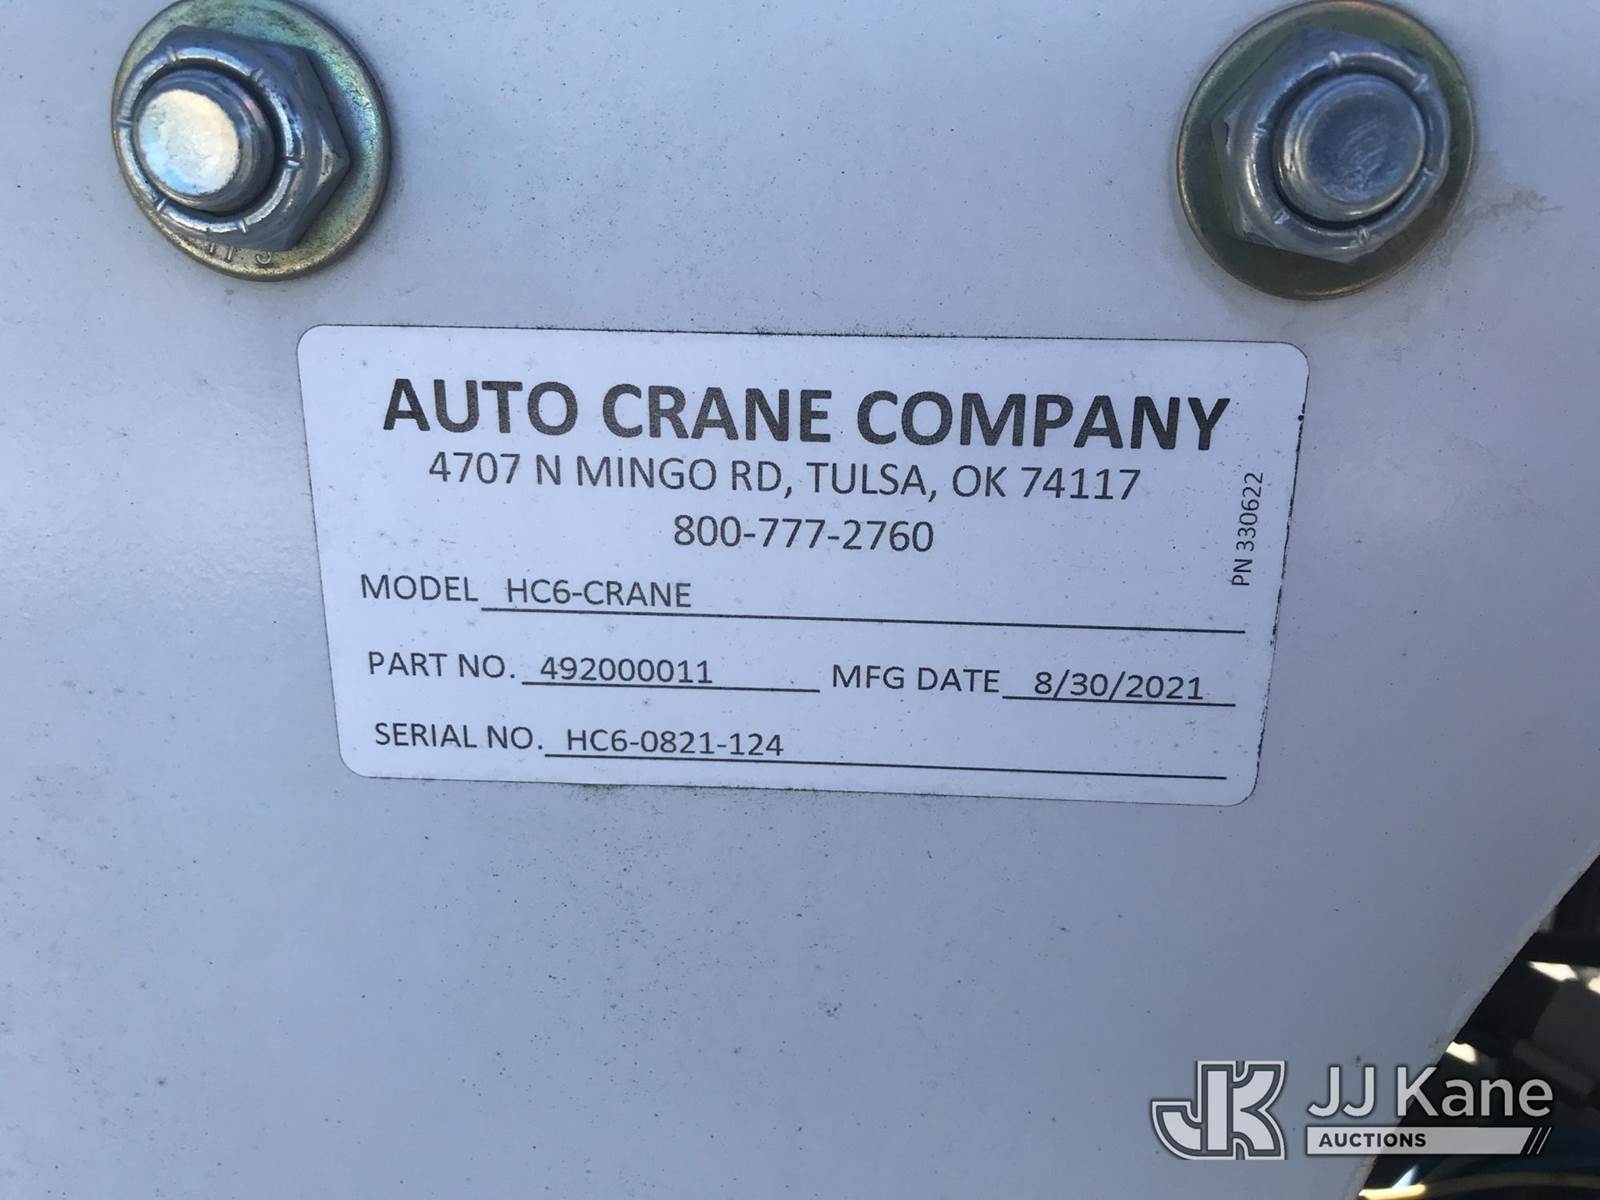 AUTO CRANE COMPANY
4707 N MINGO RD, TULSA, OK 74117
800-777-2760
PN 330622
MODEL HC6-CRANE
PART NO. 492000011 MFG DATE 8/30/2021
SERIAL NO. HC6-0821-124
JK JJ Kane
AUCTIONS